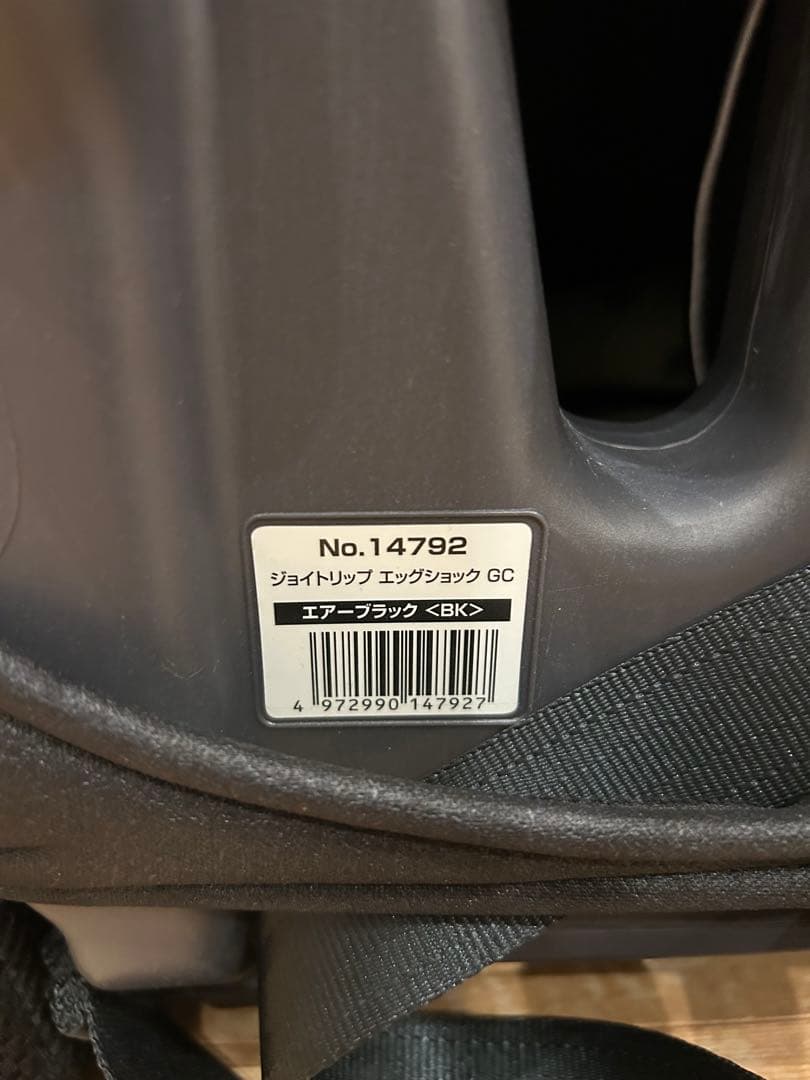 No.14792
ジョイトリップ エッグショック GC
エアーブラック <BK>
4 972990 147927